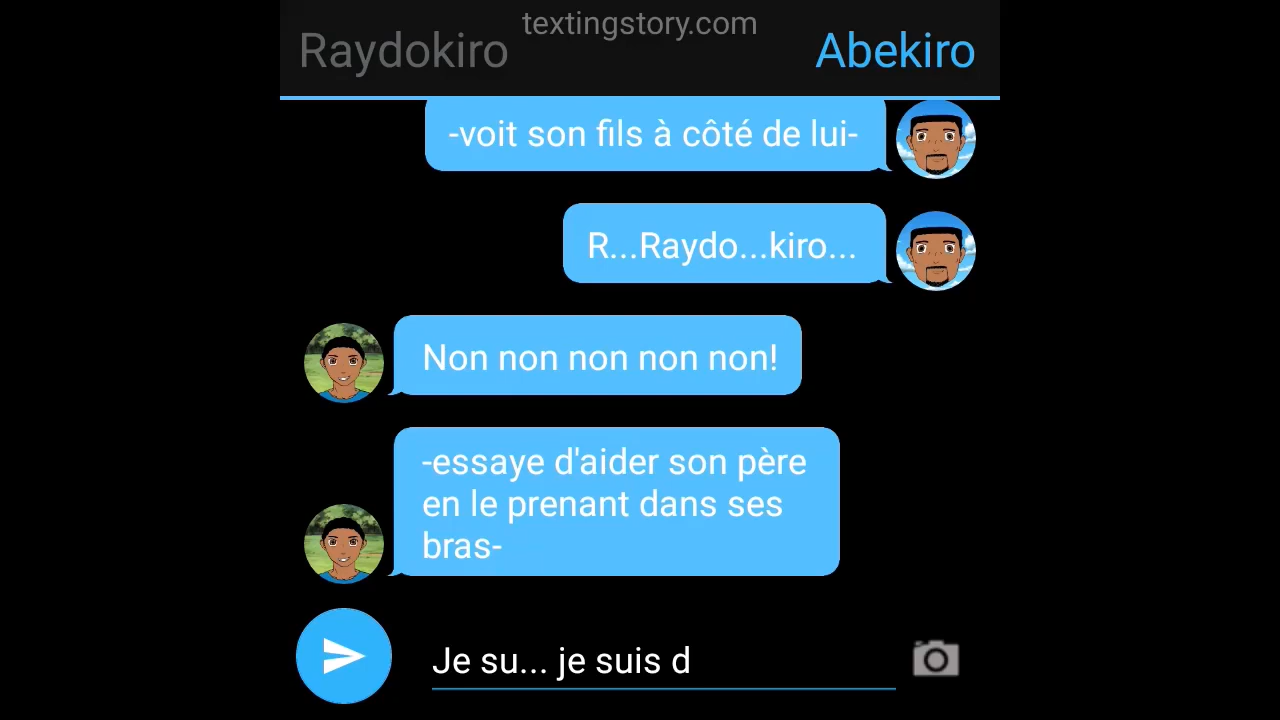 textingstory.com
Raydokiro
Abekiro
-voit son fils à côté de lui-
R...Raydo...kiro...
Non non non non non!
-essaye d'aider son père
en le prenant dans ses
bras-
Je su... je suis d